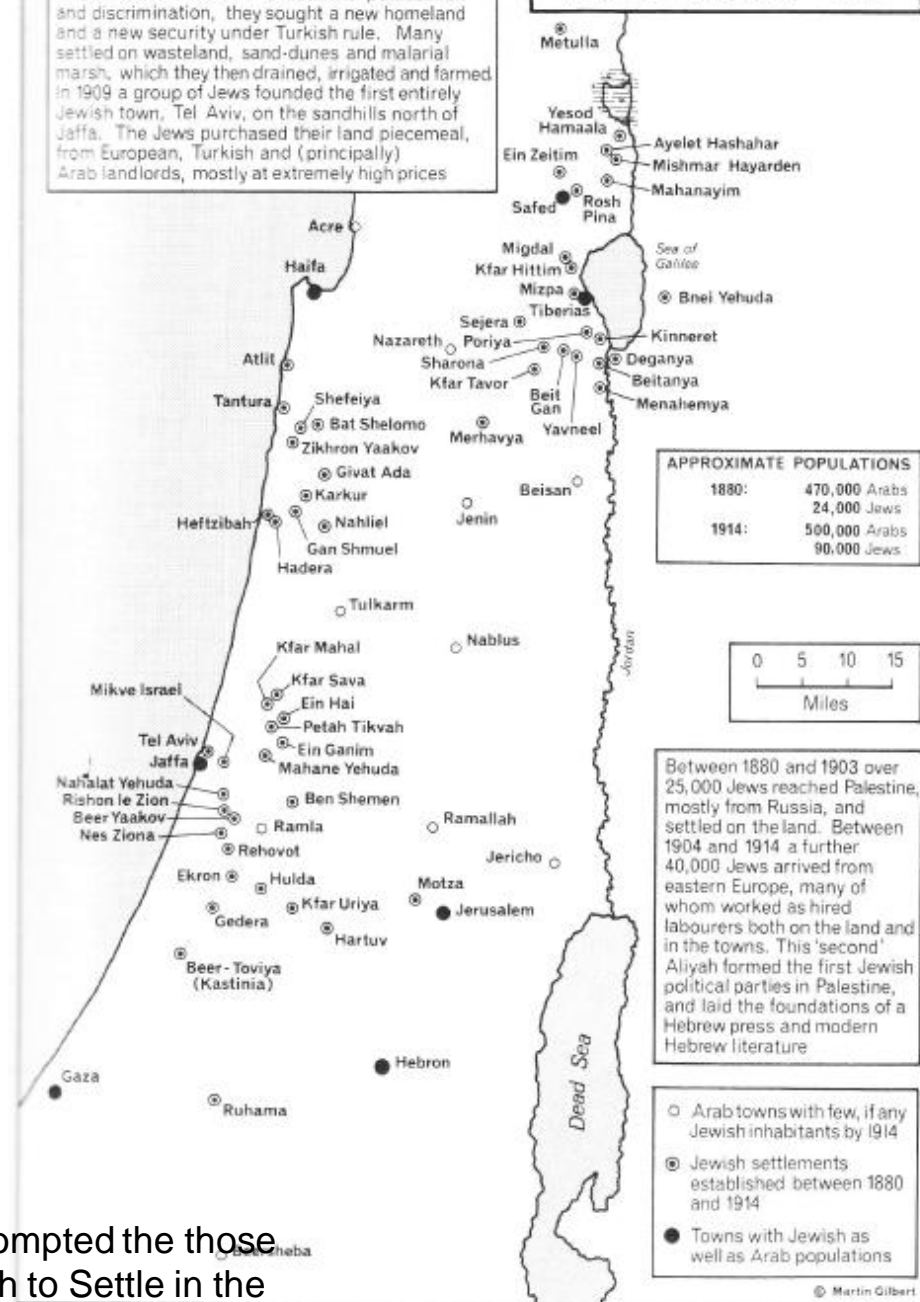 and discrimination, they sought a new homeland
and a new security under Turkish rule. Many
settled on wasteland, sand-dunes and malarial
marsh, which they then drained, irrigated and farmed
In 1909 a group of Jews founded the first entirely
Jewish town, Tel Aviv, on the sandhills north of
Jaffa. The Jews purchased their land piecemeal,
from European, Turkish and (principally)
Arab landlords, mostly at extremely high prices
Metulla
Yesod
Hamaala
Ayelet Hashahar
Ein Zeitim
Mishmar Hayarden
Mahanayim
Safed
Rosh
Pina
Acre
Migdal
Sea of
Galilee
Haifa
Kfar Hittim
Mizpa
Bnei Yehuda
Tiberias
Sejera
Nazareth
Poriya
Kinneret
Sharona
Atlit
Deganya
Kfar Tavor
Beitanya
Beit
Gan
Menahemya
Tantura
Shefeiya
Bat Shelomo
Merhavya
Yavneel
Zikhron Yaakov
Givat Ada
Beisan
Karkur
Jenin
Heftzibah
Nahliel
Gan Shmuel
Hadera
APPROXIMATE POPULATIONS
1880: 470,000 Arabs
24,000 Jews
1914: 500,000 Arabs
90,000 Jews
Tulkarm
Nablus
Jordan
Kfar Mahal
0 5 10 15
Miles
Mikve Israel
Kfar Sava
Ein Hai
Petah Tikvah
Tel Aviv
Ein Ganim
Jaffa
Mahane Yehuda
Nahalat Yehuda
Rishon le Zion
Ben Shemen
Beer Yaakov
Nes Ziona
Ramla
Ramallah
Rehovot
Jericho
Ekron
Hulda
Motza
Gedera
Kfar Uriya
Jerusalem
Hartuv
Beer-Toviya
(Kastinia)
Between 1880 and 1903 over
25,000 Jews reached Palestine,
mostly from Russia, and
settled on the land. Between
1904 and 1914 a further
40,000 Jews arrived from
eastern Europe, many of
whom worked as hired
labourers both on the land and
in the towns. This 'second'
Aliyah formed the first Jewish
political parties in Palestine,
and laid the foundations of a
Hebrew press and modern
Hebrew literature
Dead Sea
Hebron
Gaza
Ruhama
Arab towns with few, if any
Jewish inhabitants by 1914
Jewish settlements
established between 1880
and 1914
Towns with Jewish as
well as Arab populations
Beersheba
ompted the those
h to Settle in the
© Martin Gilbert